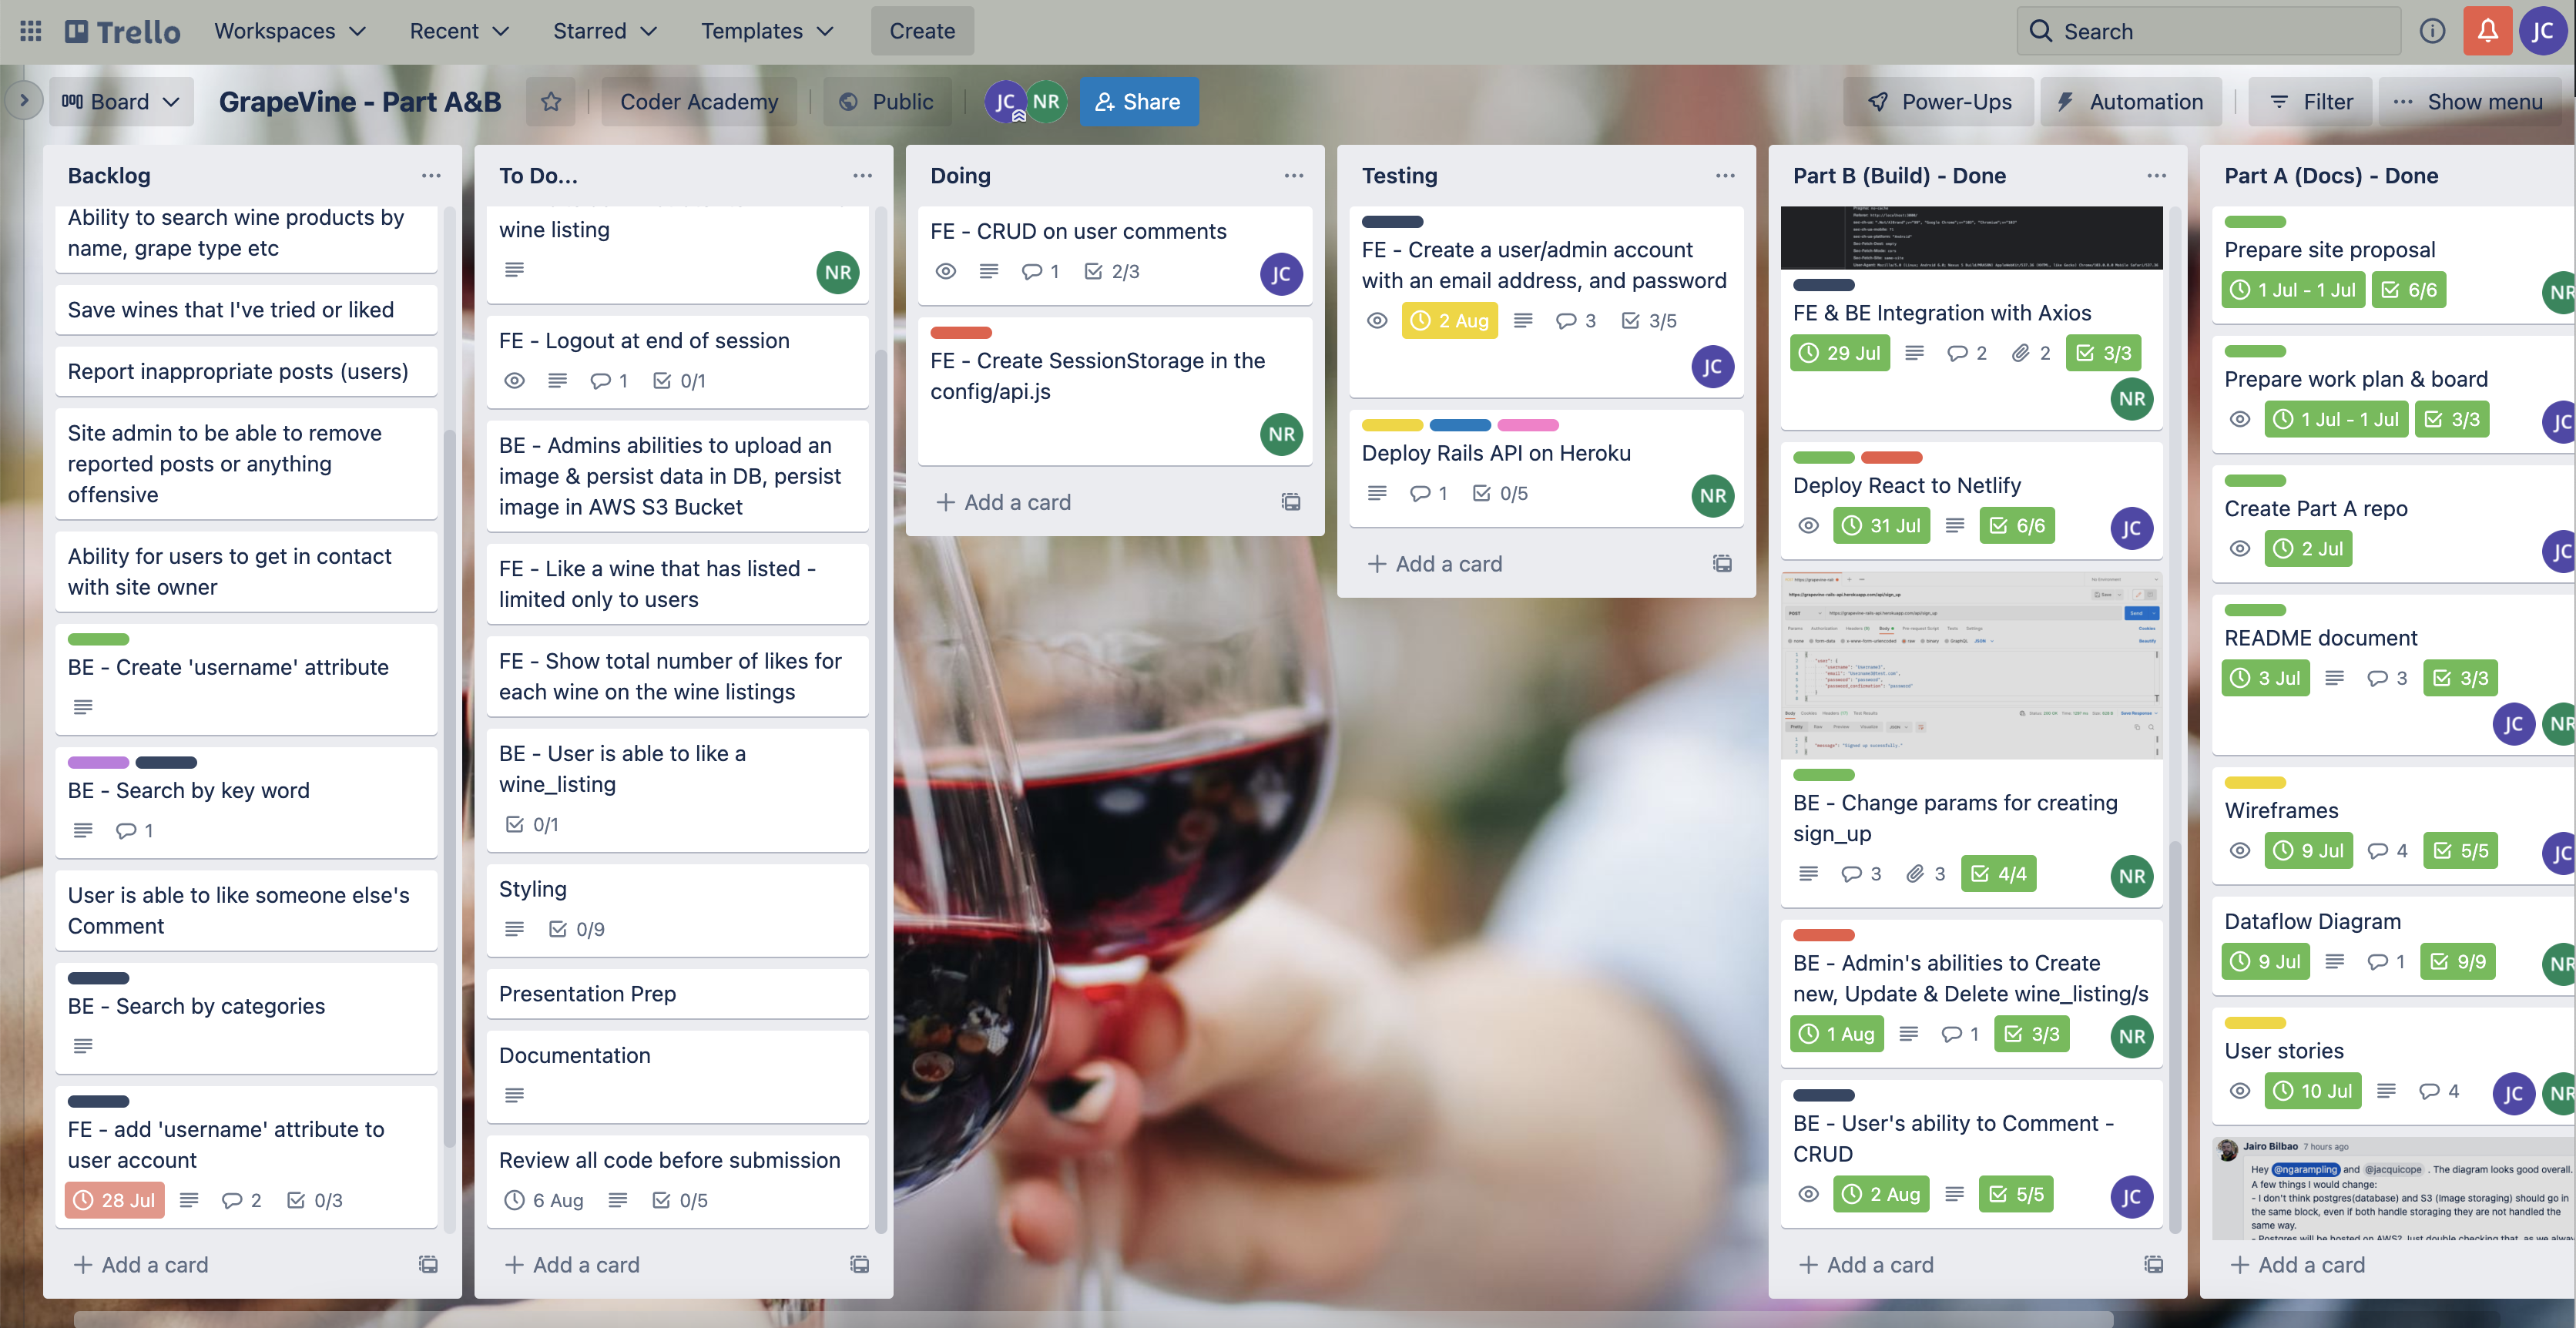 Trello
Workspaces
Recent
Starred
Templates
Create
Search
JC
Board
GrapeVine - Part A&B
Coder Academy
Public
JC
NR
Share
Power-Ups
Automation
Filter
Show menu
Backlog
Ability to search wine products by
name, grape type etc
Save wines that I've tried or liked
Report inappropriate posts (users)
Site admin to be able to remove
reported posts or anything
offensive
Ability for users to get in contact
with site owner
BE - Create 'username' attribute
BE - Search by key word
1
User is able to like someone else's
Comment
BE - Search by categories
FE - add 'username' attribute to
user account
28 Jul
2
0/3
+ Add a card
To Do...
wine listing
NR
FE - Logout at end of session
1
0/1
BE - Admins abilities to upload an
image & persist data in DB, persist
image in AWS S3 Bucket
FE - Like a wine that has listed -
limited only to users
FE - Show total number of likes for
each wine on the wine listings
BE - User is able to like a
wine_listing
0/1
Styling
0/9
Presentation Prep
Documentation
Review all code before submission
6 Aug
0/5
+ Add a card
Doing
FE - CRUD on user comments
1
2/3
JC
FE - Create SessionStorage in the
config/api.js
NR
+ Add a card
Testing
FE - Create a user/admin account
with an email address, and password
2 Aug
3
3/5
JC
Deploy Rails API on Heroku
1
0/5
NR
+ Add a card
Part B (Build) - Done
FE & BE Integration with Axios
29 Jul
2
2
3/3
NR
Deploy React to Netlify
31 Jul
6/6
JC
BE - Change params for creating
sign_up
3
3
4/4
NR
BE - Admin's abilities to Create
new, Update & Delete wine_listing/s
1 Aug
1
3/3
NR
BE - User's ability to Comment -
CRUD
2 Aug
5/5
JC
+ Add a card
Part A (Docs) - Done
Prepare site proposal
1 Jul - 1 Jul
6/6
NR
Prepare work plan & board
1 Jul - 1 Jul
3/3
JC
Create Part A repo
2 Jul
JC
README document
3 Jul
3
3/3
JC
NR
Wireframes
9 Jul
4
5/5
JC
Dataflow Diagram
9 Jul
1
9/9
NR
User stories
10 Jul
4
JC
NR
Jairo Bilbao 7 hours ago
Hey @ngarampling and @jacquicope . The diagram looks good overall.
A few things I would change:
- I don't think postgres(database) and S3 (Image storaging) should go in
the same block, even if both handle storaging they are not handled the
same way.
- Postgres will be hosted on AWS? Just double checking that, as we alway
+ Add a card